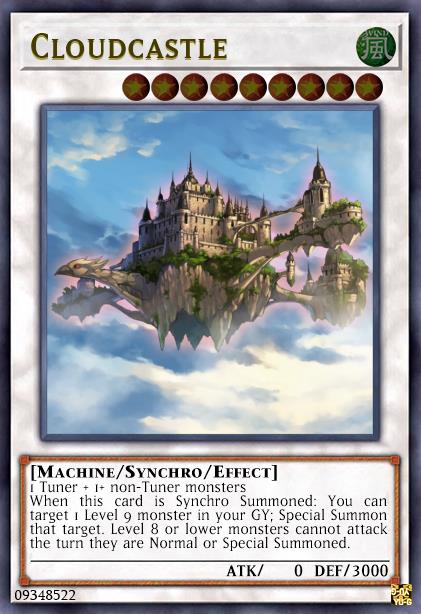 Cloudcastle
WIND
風
[Machine/Synchro/Effect]
1 Tuner + 1+ non-Tuner monsters
When this card is Synchro Summoned: You can
target 1 Level 9 monster in your GY; Special Summon
that target. Level 8 or lower monsters cannot attack
the turn they are Normal or Special Summoned.
ATK/ 0 DEF/3000
09348522